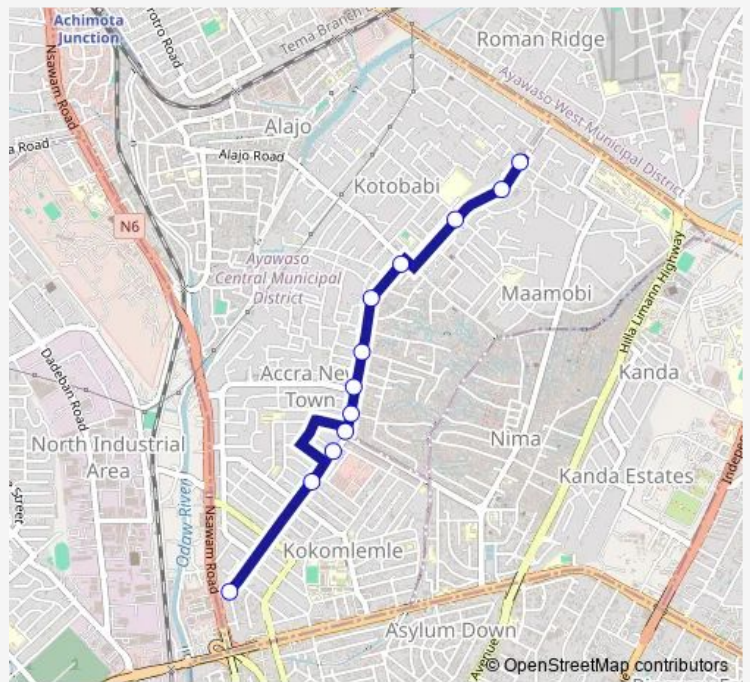 Achimota
Junction
Tema Branch
Roman Ridge
Nsawam Road
Ayawaso West Municipal District
Alajo
Alajo Road
Kotobabi
N6
Ayawaso
Central Municipal
District
Maamobi
Hilla Limann Highway
Dadeban Road
Accra New
Town
Kanda
North Industrial
Area
Nima
Kanda Estates
Odaw River
Nsawam Road
Kokomlemle
Asylum Down
Avenue
© OpenStreetMap contributors